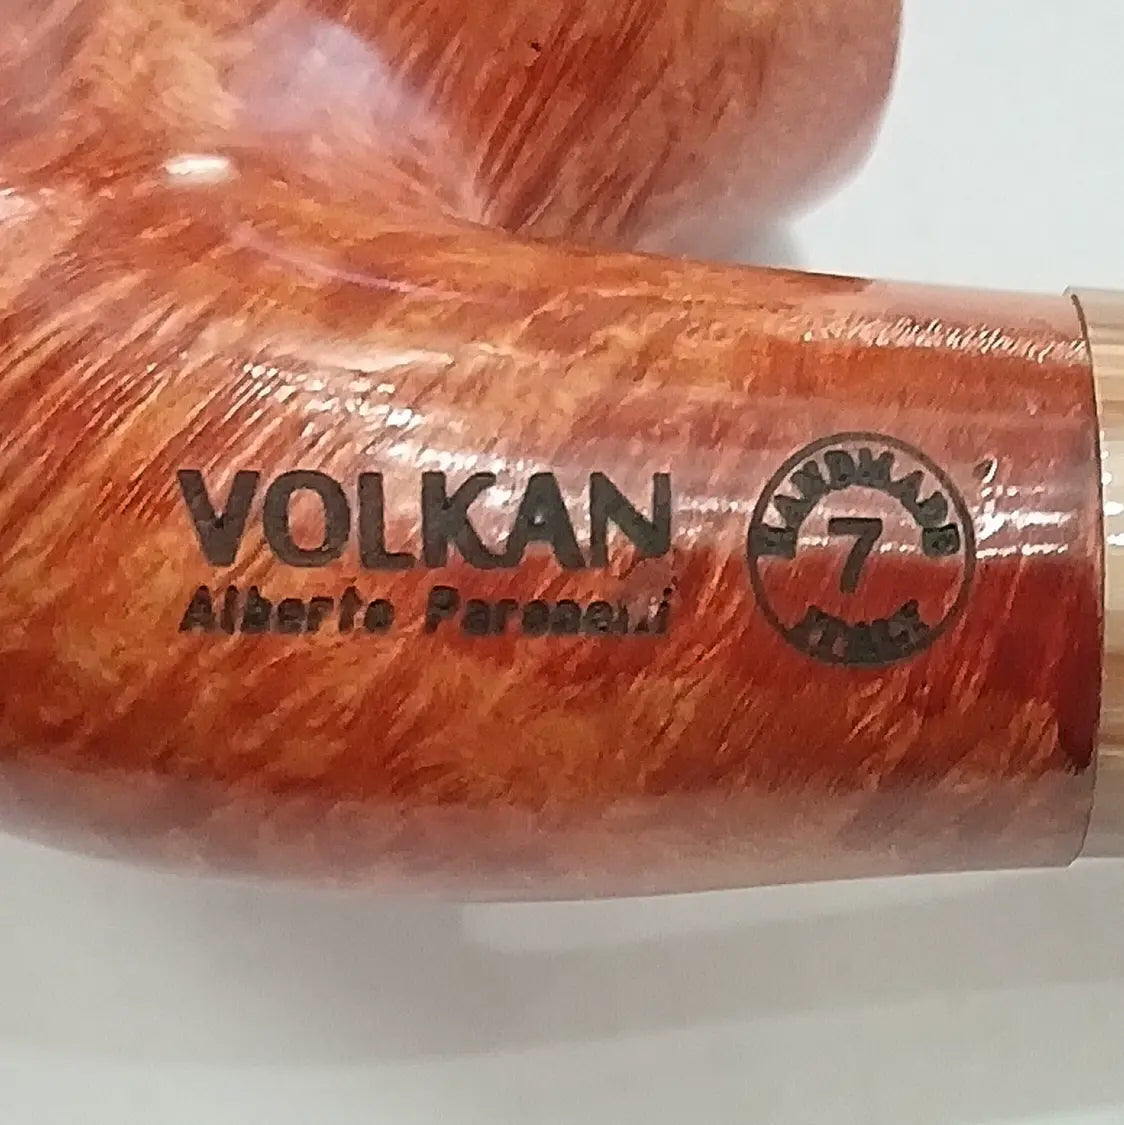 VOLKAN
Alberto Paronelli
HANDMADE
7
ITALY